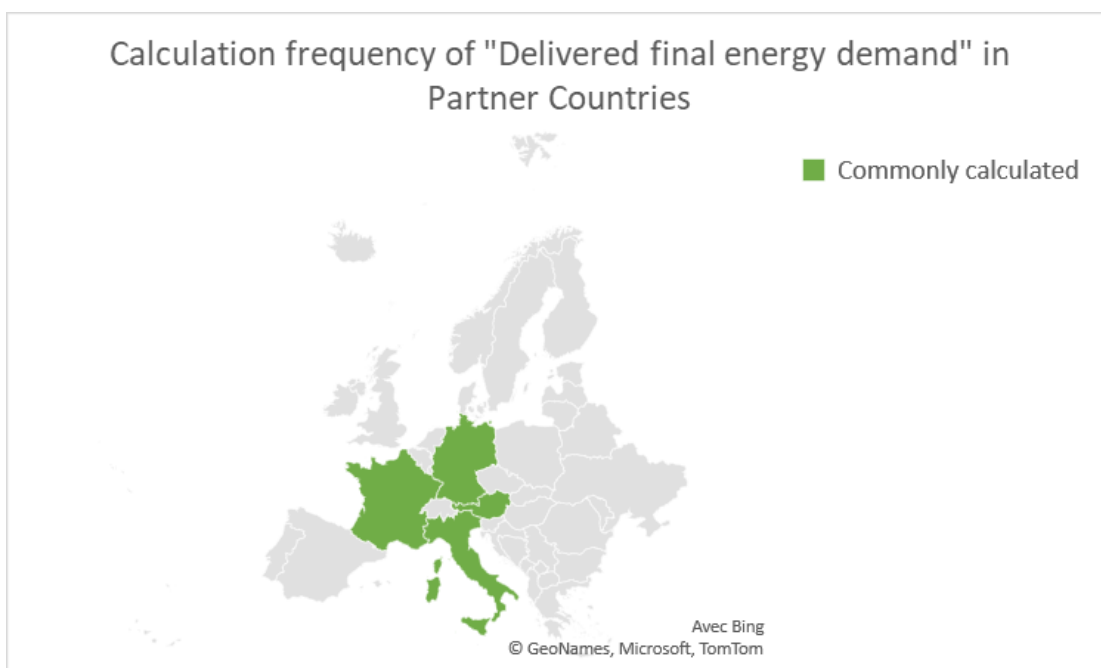 Calculation frequency of "Delivered final energy demand" in
Partner Countries
Commonly calculated
Avec Bing
© GeoNames, Microsoft, TomTom